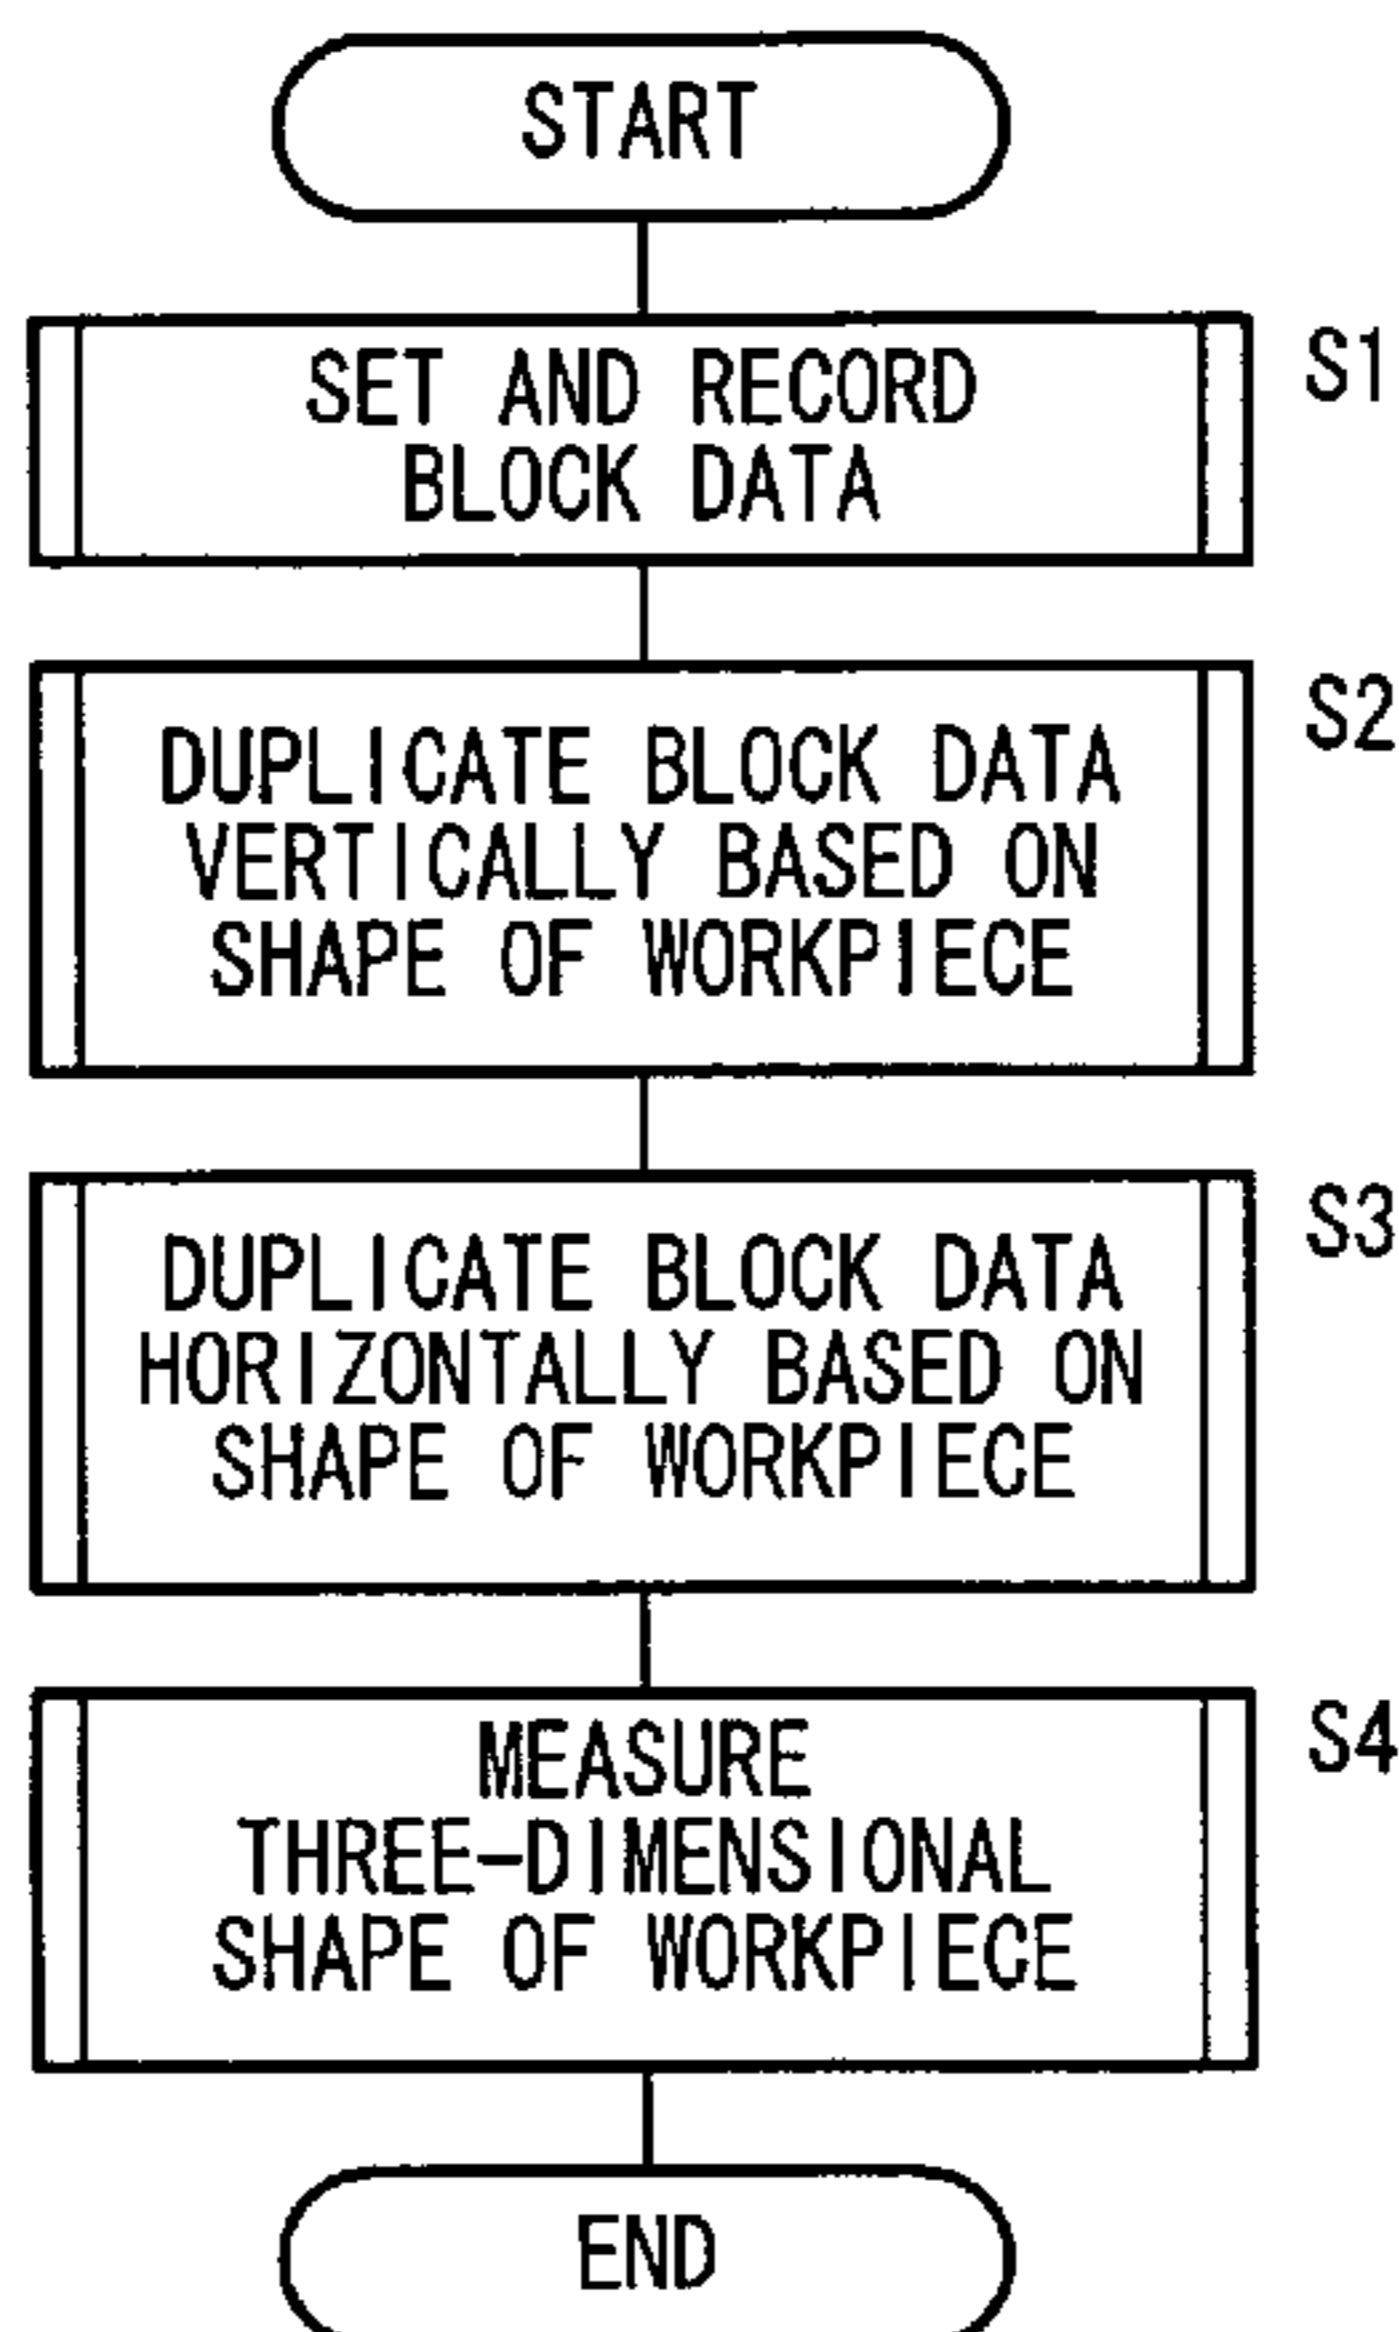 START
SET AND RECORD
BLOCK DATA
S1
DUPLICATE BLOCK DATA
VERTICALLY BASED ON
SHAPE OF WORKPIECE
S2
DUPLICATE BLOCK DATA
HORIZONTALLY BASED ON
SHAPE OF WORKPIECE
S3
MEASURE
THREE-DIMENSIONAL
SHAPE OF WORKPIECE
S4
END